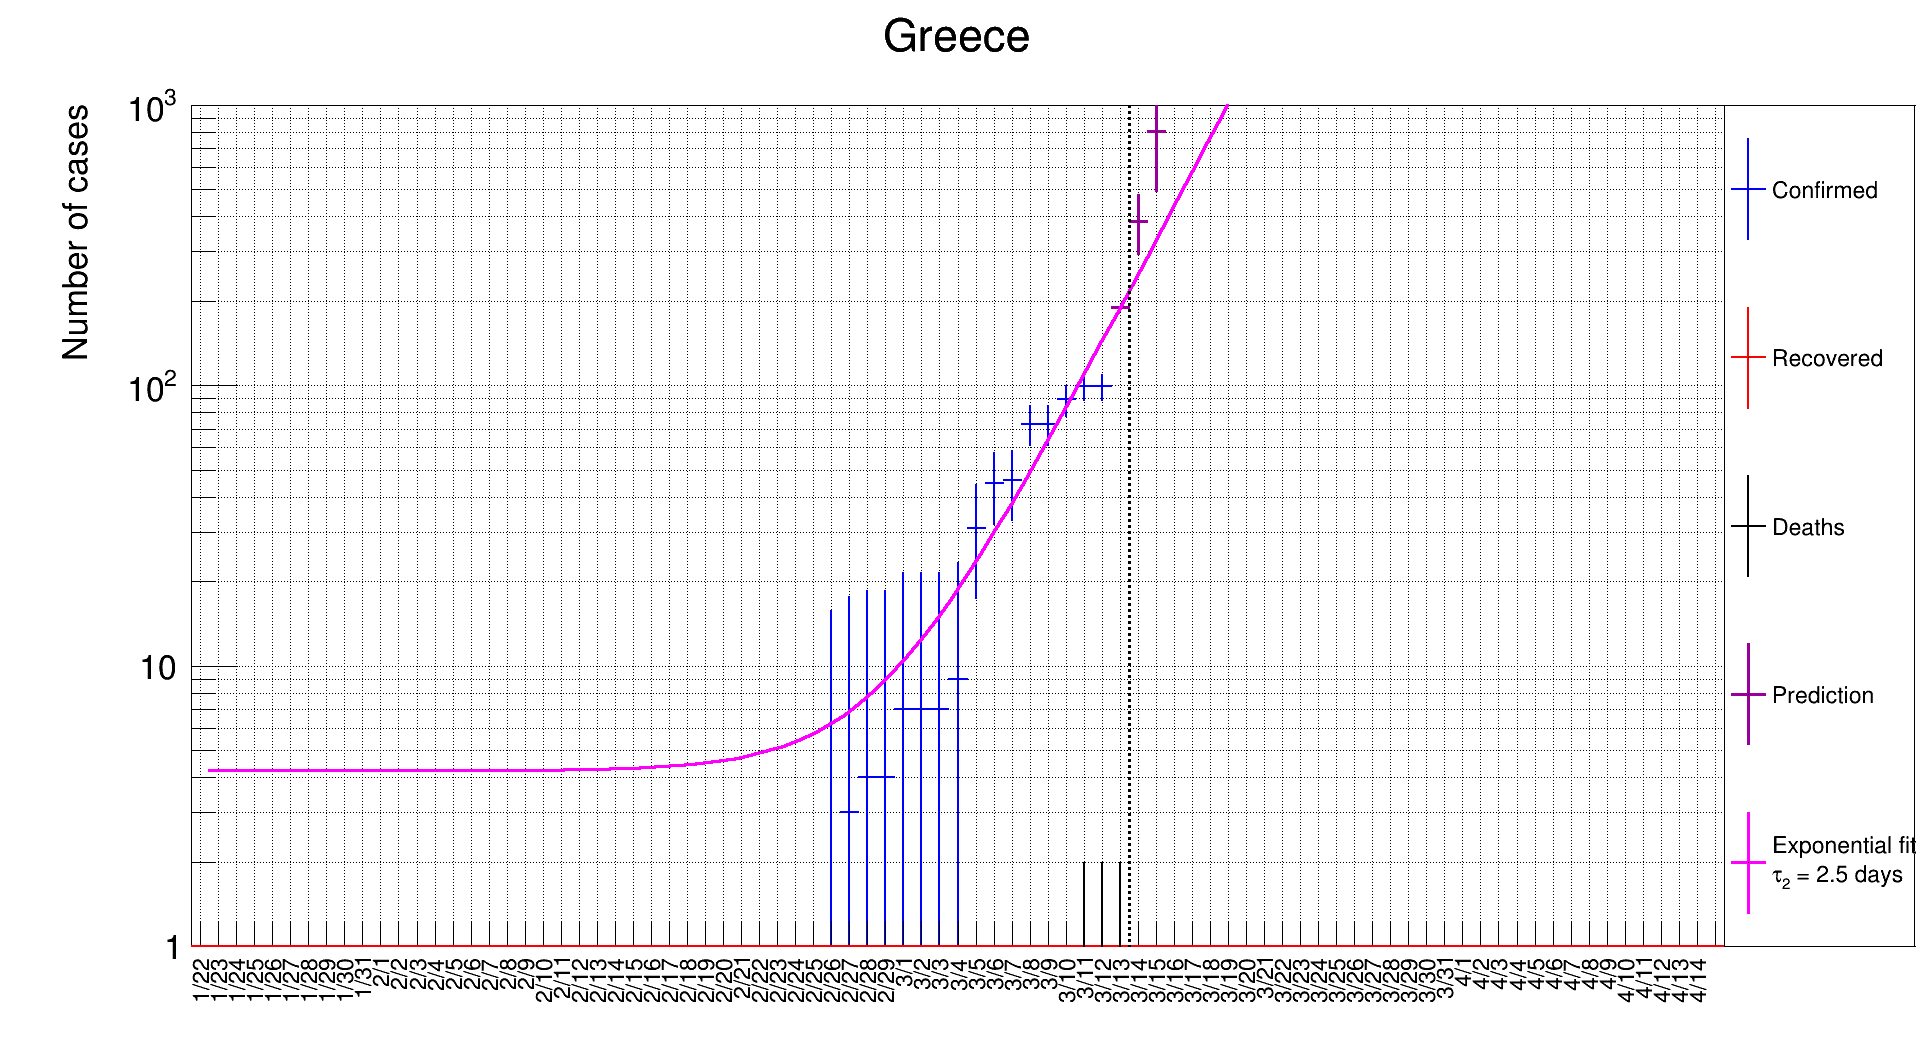 Greece
Number of cases
10³
10²
10
1
1/22 1/23 1/24 1/25 1/26 1/27 1/28 1/29 1/30 1/31 2/1 2/2 2/3 2/4 2/5 2/6 2/7 2/8 2/9 2/10 2/11 2/12 2/13 2/14 2/15 2/16 2/17 2/18 2/19 2/20 2/21 2/22 2/23 2/24 2/25 2/26 2/27 2/28 2/29 3/1 3/2 3/3 3/4 3/5 3/6 3/7 3/8 3/9 3/10 3/11 3/12 3/13 3/14 3/15 3/16 3/17 3/18 3/19 3/20 3/21 3/22 3/23 3/24 3/25 3/26 3/27 3/28 3/29 3/30 3/31 4/1 4/2 4/3 4/4 4/5 4/6 4/7 4/8 4/9 4/10 4/11 4/12 4/13 4/14
Confirmed
Recovered
Deaths
Prediction
Exponential fit
τ₂ = 2.5 days